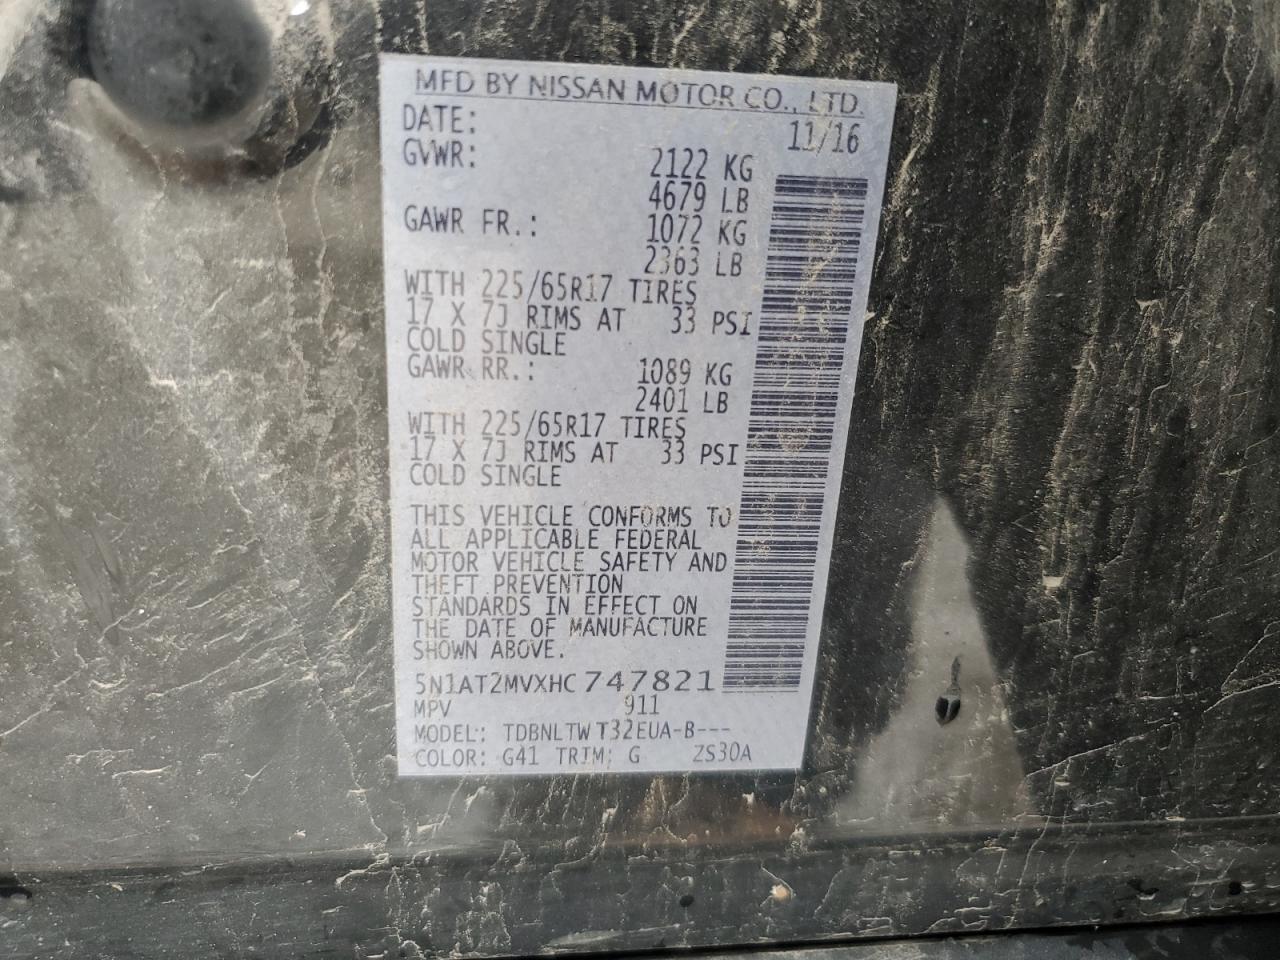 MFD BY NISSAN MOTOR CO., LTD.
DATE: 11/16
GVWR: 2122 KG
4679 LB
GAWR FR.: 1072 KG
2363 LB
WITH 225/65R17 TIRES
17 X 7J RIMS AT 33 PSI
COLD SINGLE
GAWR RR.: 1089 KG
2401 LB
WITH 225/65R17 TIRES
17 X 7J RIMS AT 33 PSI
COLD SINGLE
THIS VEHICLE CONFORMS TO
ALL APPLICABLE FEDERAL
MOTOR VEHICLE SAFETY AND
THEFT PREVENTION
STANDARDS IN EFFECT ON
THE DATE OF MANUFACTURE
SHOWN ABOVE.
5N1AT2MVXHC747821
MPV 911
MODEL: TDBNLTWT32EUA-B---
COLOR: G41 TRIM: G ZS30A